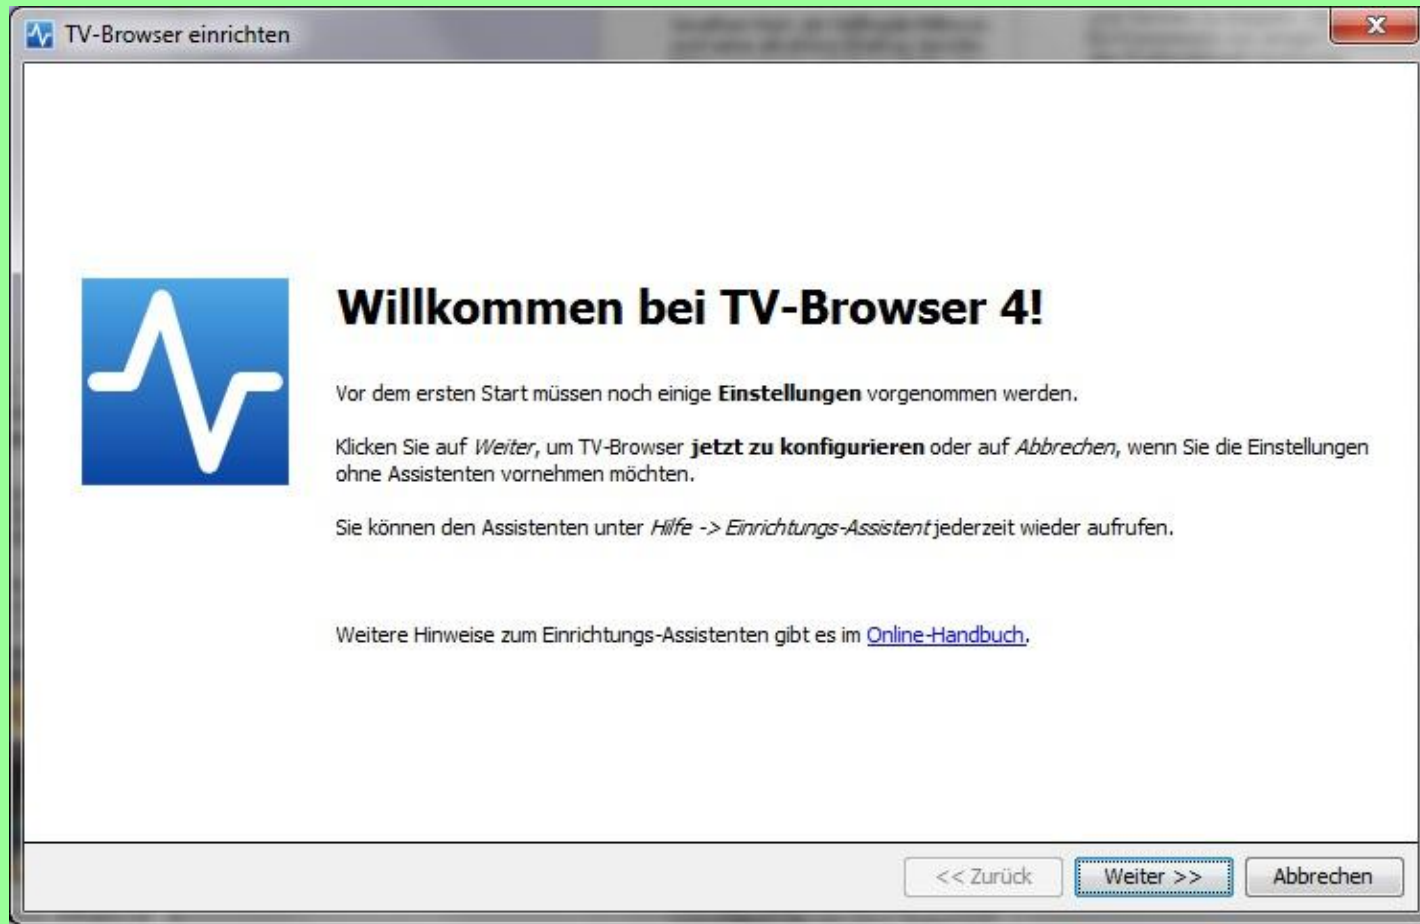 TV-Browser einrichten
Willkommen bei TV-Browser 4!
Vor dem ersten Start müssen noch einige Einstellungen vorgenommen werden.
Klicken Sie auf Weiter, um TV-Browser jetzt zu konfigurieren oder auf Abbrechen, wenn Sie die Einstellungen
ohne Assistenten vornehmen möchten.
Sie können den Assistenten unter Hilfe -> Einrichtungs-Assistent jederzeit wieder aufrufen.
Weitere Hinweise zum Einrichtungs-Assistenten gibt es im Online-Handbuch.
<< Zurück Weiter >> Abbrechen